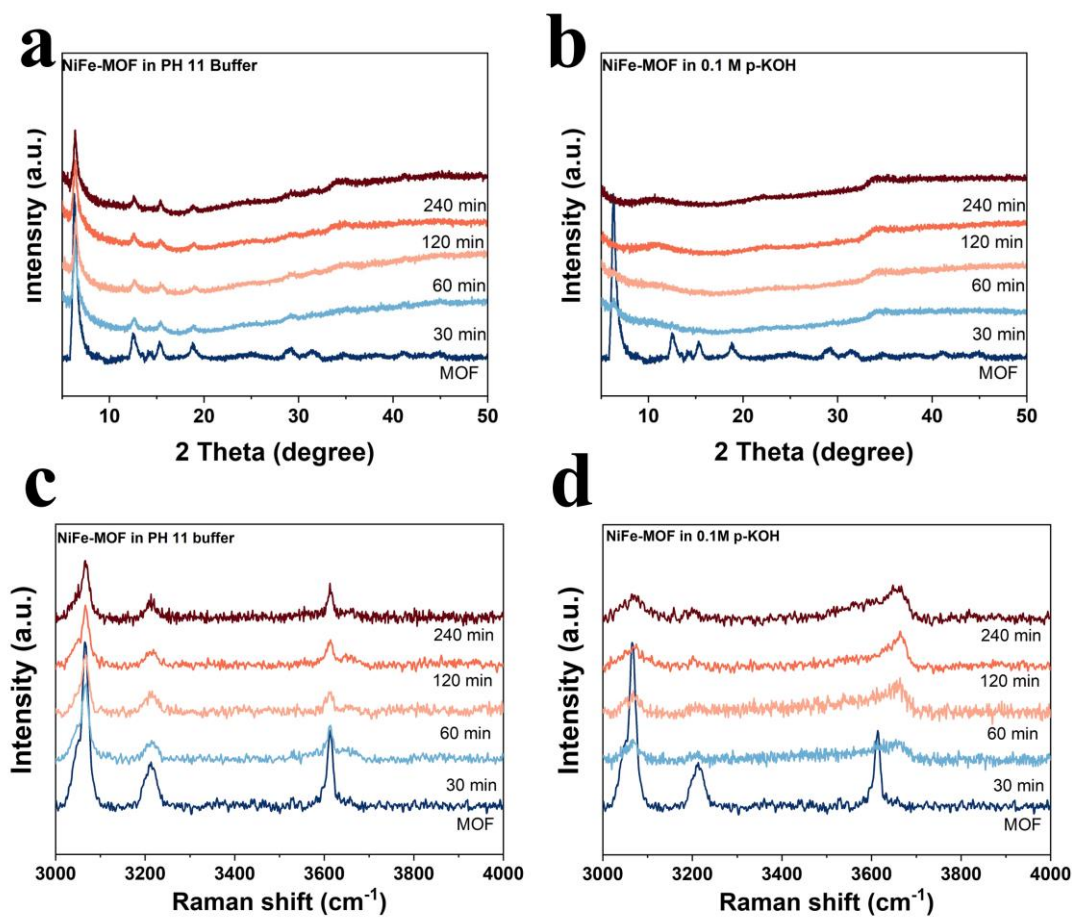 a
NiFe-MOF in PH 11 Buffer
Intensity (a.u.)
240 min
120 min
60 min
30 min
MOF
10 20 30 40 50
2 Theta (degree)
b
NiFe-MOF in 0.1 M p-KOH
Intensity (a.u.)
240 min
120 min
60 min
30 min
MOF
10 20 30 40 50
2 Theta (degree)
c
NiFe-MOF in PH 11 buffer
Intensity (a.u.)
240 min
120 min
60 min
30 min
MOF
3000 3200 3400 3600 3800 4000
Raman shift (cm⁻¹)
d
NiFe-MOF in 0.1M p-KOH
Intensity (a.u.)
240 min
120 min
60 min
30 min
MOF
3000 3200 3400 3600 3800 4000
Raman shift (cm⁻¹)